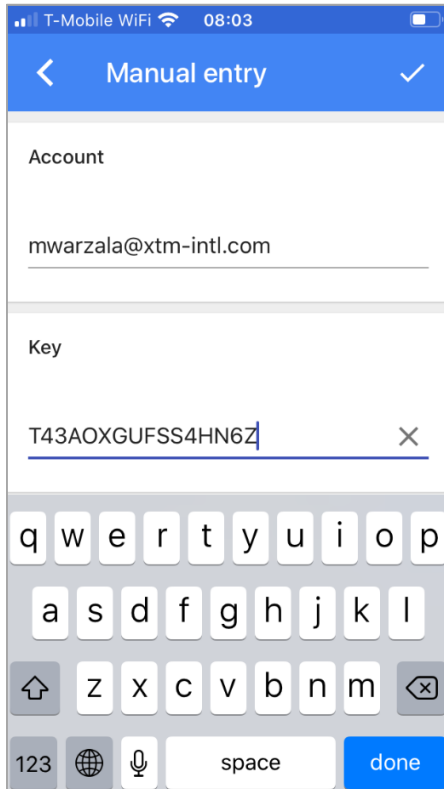 T-Mobile WiFi 08:03
Manual entry
Account
mwarzala@xtm-intl.com
Key
T43AOXGUFSS4HN6Z
q w e r t y u i o p
a s d f g h j k l
z x c v b n m
123 space done